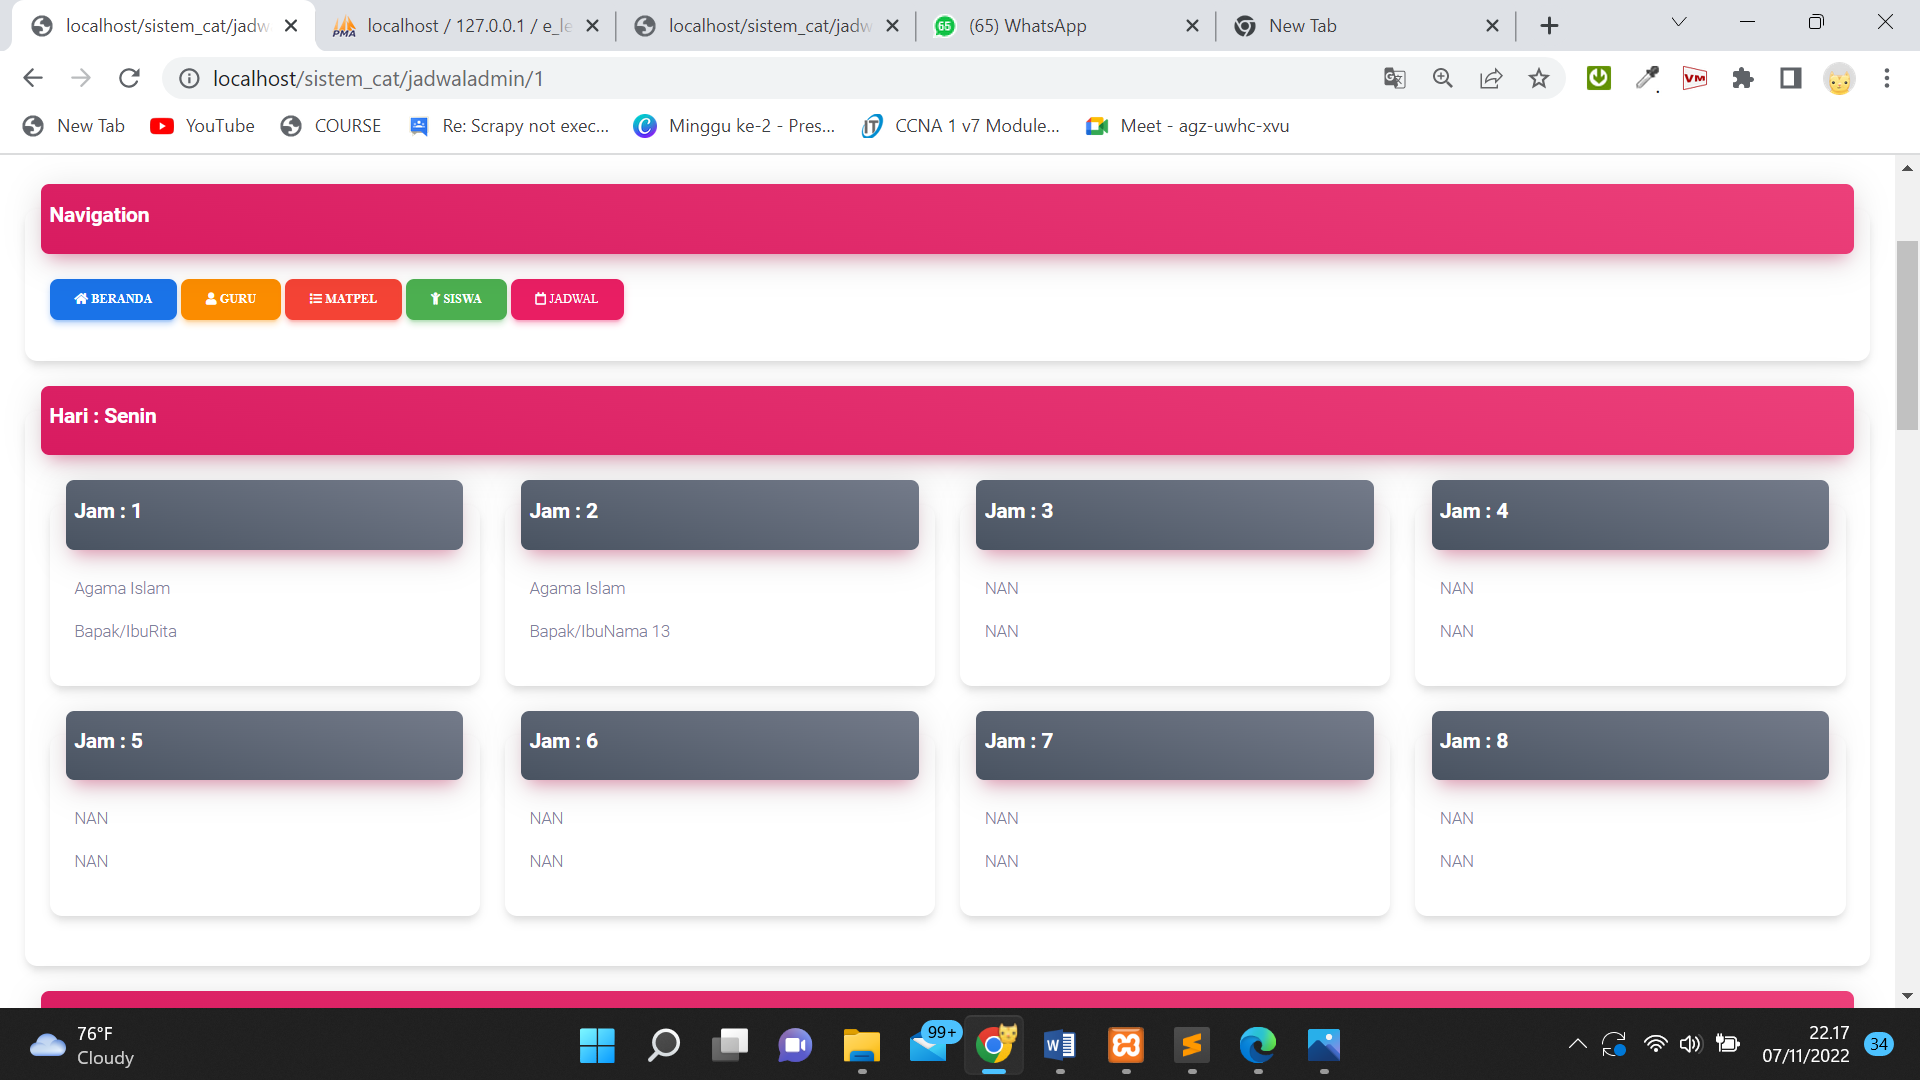 localhost/sistem_cat/jadw
localhost / 127.0.0.1 / e_le
localhost/sistem_cat/jadw
65
(65) WhatsApp
New Tab
localhost/sistem_cat/jadwaladmin/1
New Tab
YouTube
COURSE
Re: Scrapy not exec...
Minggu ke-2 - Pres...
CCNA 1 v7 Module...
Meet - agz-uwhc-xvu
Navigation
BERANDA
GURU
MATPEL
SISWA
JADWAL
Hari : Senin
Jam : 1
Jam : 2
Jam : 3
Jam : 4
Agama Islam
Agama Islam
NAN
NAN
Bapak/IbuRita
Bapak/IbuNama 13
NAN
NAN
Jam : 5
Jam : 6
Jam : 7
Jam : 8
NAN
NAN
NAN
NAN
NAN
NAN
NAN
NAN
76°F
Cloudy
99+
22.17
07/11/2022
34